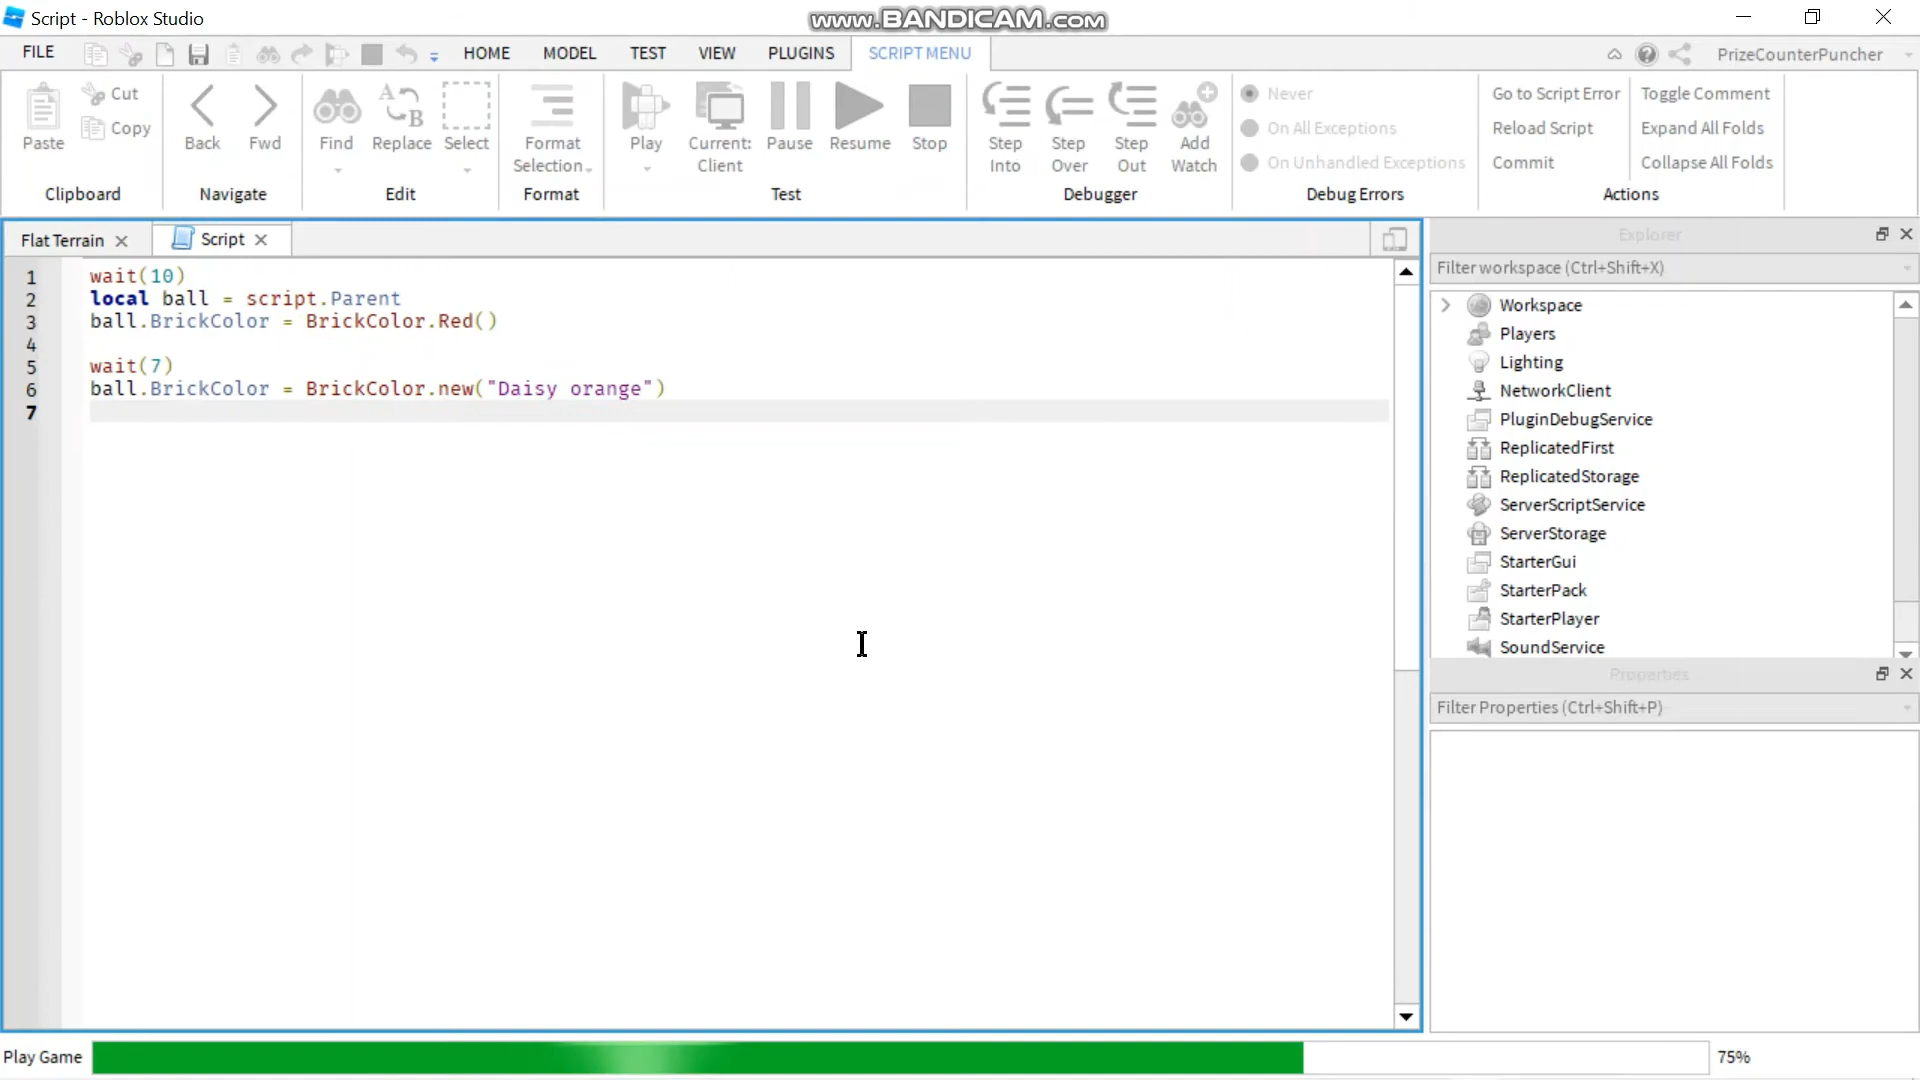 Script - Roblox Studio
www.BANDICAM.com
FILE HOME MODEL TEST VIEW PLUGINS SCRIPT MENU PrizeCounterPuncher
Paste Cut Copy
Clipboard
Back Fwd
Navigate
Find Replace Select
Edit
Format Selection
Format
Play Current: Client Pause Resume Stop
Test
Step Into Step Over Step Out Add Watch
Debugger
Never
On All Exceptions
On Unhandled Exceptions
Debug Errors
Go to Script Error Toggle Comment
Reload Script Expand All Folds
Commit Collapse All Folds
Actions
Flat Terrain Script
1 wait(10)
2 local ball = script.Parent
3 ball.BrickColor = BrickColor.Red()
4
5 wait(7)
6 ball.BrickColor = BrickColor.new("Daisy orange")
7
Explorer
Filter workspace (Ctrl+Shift+X)
Workspace
Players
Lighting
NetworkClient
PluginDebugService
ReplicatedFirst
ReplicatedStorage
ServerScriptService
ServerStorage
StarterGui
StarterPack
StarterPlayer
SoundService
Properties
Filter Properties (Ctrl+Shift+P)
Play Game 75%